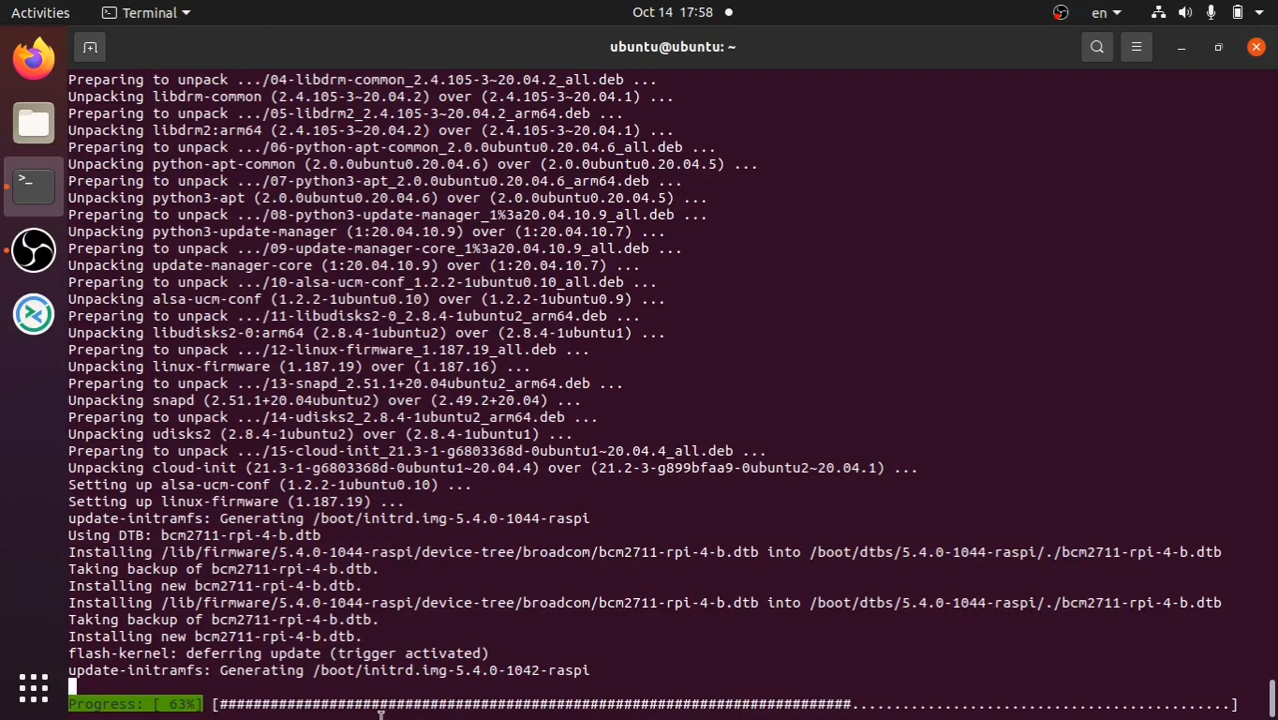 Activities Terminal Oct 14 17:58 en
ubuntu@ubuntu: ~
Preparing to unpack .../04-libdrm-common_2.4.105-3~20.04.2_all.deb ...
Unpacking libdrm-common (2.4.105-3~20.04.2) over (2.4.105-3~20.04.1) ...
Preparing to unpack .../05-libdrm2_2.4.105-3~20.04.2_arm64.deb ...
Unpacking libdrm2:arm64 (2.4.105-3~20.04.2) over (2.4.105-3~20.04.1) ...
Preparing to unpack .../06-python-apt-common_2.0.0ubuntu0.20.04.6_all.deb ...
Unpacking python-apt-common (2.0.0ubuntu0.20.04.6) over (2.0.0ubuntu0.20.04.5) ...
Preparing to unpack .../07-python3-apt_2.0.0ubuntu0.20.04.6_arm64.deb ...
Unpacking python3-apt (2.0.0ubuntu0.20.04.6) over (2.0.0ubuntu0.20.04.5) ...
Preparing to unpack .../08-python3-update-manager_1%3a20.04.10.9_all.deb ...
Unpacking python3-update-manager (1:20.04.10.9) over (1:20.04.10.7) ...
Preparing to unpack .../09-update-manager-core_1%3a20.04.10.9_all.deb ...
Unpacking update-manager-core (1:20.04.10.9) over (1:20.04.10.7) ...
Preparing to unpack .../10-alsa-ucm-conf_1.2.2-1ubuntu0.10_all.deb ...
Unpacking alsa-ucm-conf (1.2.2-1ubuntu0.10) over (1.2.2-1ubuntu0.9) ...
Preparing to unpack .../11-libudisks2-0_2.8.4-1ubuntu2_arm64.deb ...
Unpacking libudisks2-0:arm64 (2.8.4-1ubuntu2) over (2.8.4-1ubuntu1) ...
Preparing to unpack .../12-linux-firmware_1.187.19_all.deb ...
Unpacking linux-firmware (1.187.19) over (1.187.16) ...
Preparing to unpack .../13-snapd_2.51.1+20.04ubuntu2_arm64.deb ...
Unpacking snapd (2.51.1+20.04ubuntu2) over (2.49.2+20.04) ...
Preparing to unpack .../14-udisks2_2.8.4-1ubuntu2_arm64.deb ...
Unpacking udisks2 (2.8.4-1ubuntu2) over (2.8.4-1ubuntu1) ...
Preparing to unpack .../15-cloud-init_21.3-1-g6803368d-0ubuntu1~20.04.4_all.deb ...
Unpacking cloud-init (21.3-1-g6803368d-0ubuntu1~20.04.4) over (21.2-3-g899bfaa9-0ubuntu2~20.04.1) ...
Setting up alsa-ucm-conf (1.2.2-1ubuntu0.10) ...
Setting up linux-firmware (1.187.19) ...
update-initramfs: Generating /boot/initrd.img-5.4.0-1044-raspi
Using DTB: bcm2711-rpi-4-b.dtb
Installing /lib/firmware/5.4.0-1044-raspi/device-tree/broadcom/bcm2711-rpi-4-b.dtb into /boot/dtbs/5.4.0-1044-raspi/./bcm2711-rpi-4-b.dtb
Taking backup of bcm2711-rpi-4-b.dtb.
Installing new bcm2711-rpi-4-b.dtb.
Installing /lib/firmware/5.4.0-1044-raspi/device-tree/broadcom/bcm2711-rpi-4-b.dtb into /boot/dtbs/5.4.0-1044-raspi/./bcm2711-rpi-4-b.dtb
Taking backup of bcm2711-rpi-4-b.dtb.
Installing new bcm2711-rpi-4-b.dtb.
flash-kernel: deferring update (trigger activated)
update-initramfs: Generating /boot/initrd.img-5.4.0-1042-raspi
Progress: [ 63%] [###########################################################################.............................................]